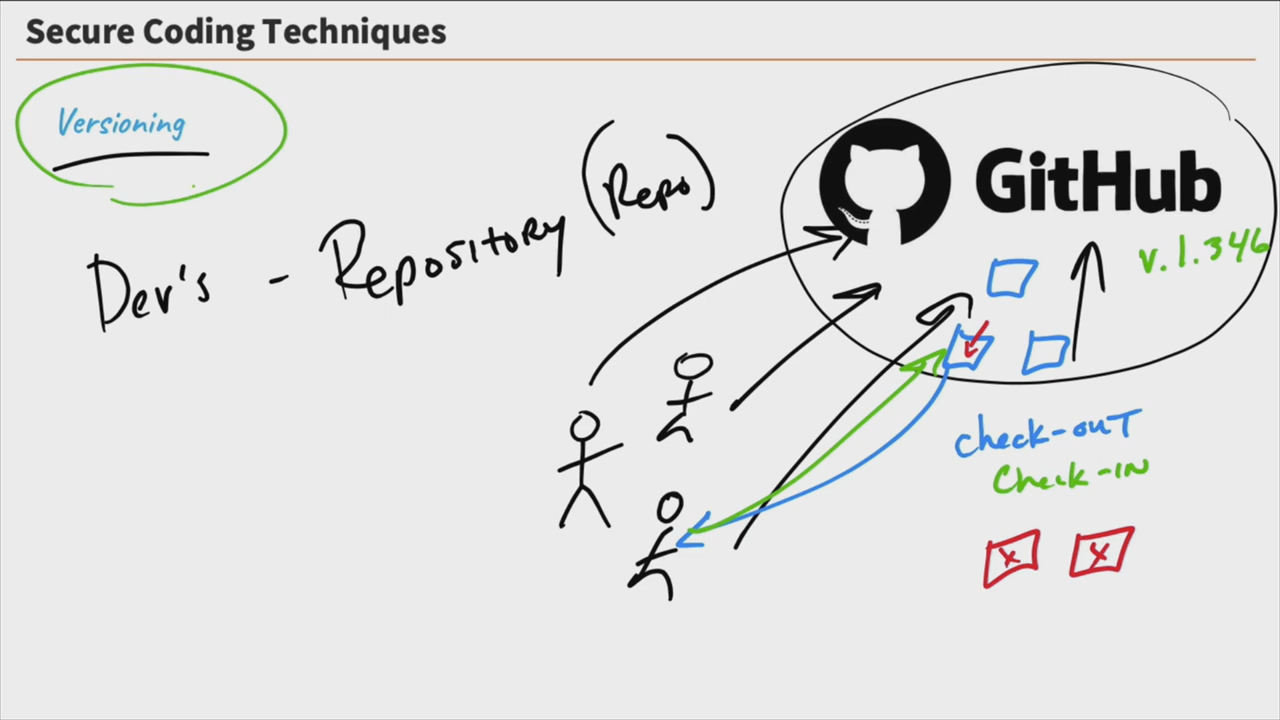 Secure Coding Techniques
Versioning
Dev's - Repository (Repo)
GitHub
v.1.346
check-out
Check-in
x x